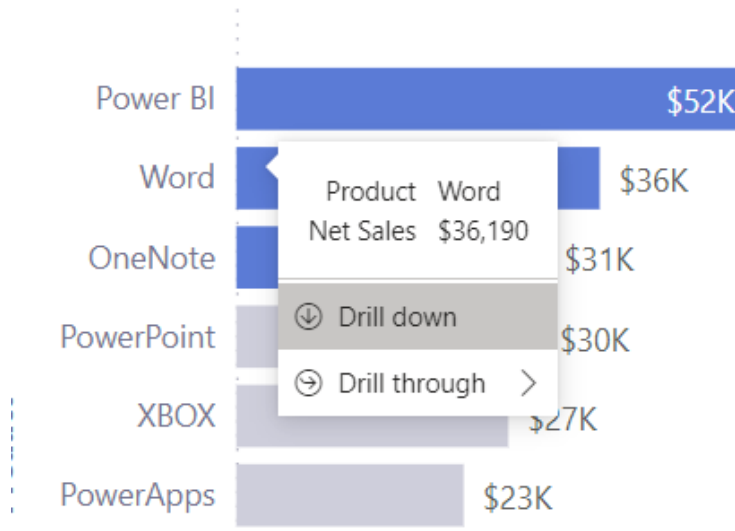 Power BI $52K
Word $36K
Product Word
Net Sales $36,190
OneNote $31K
Drill down
PowerPoint $30K
Drill through
XBOX $27K
PowerApps $23K